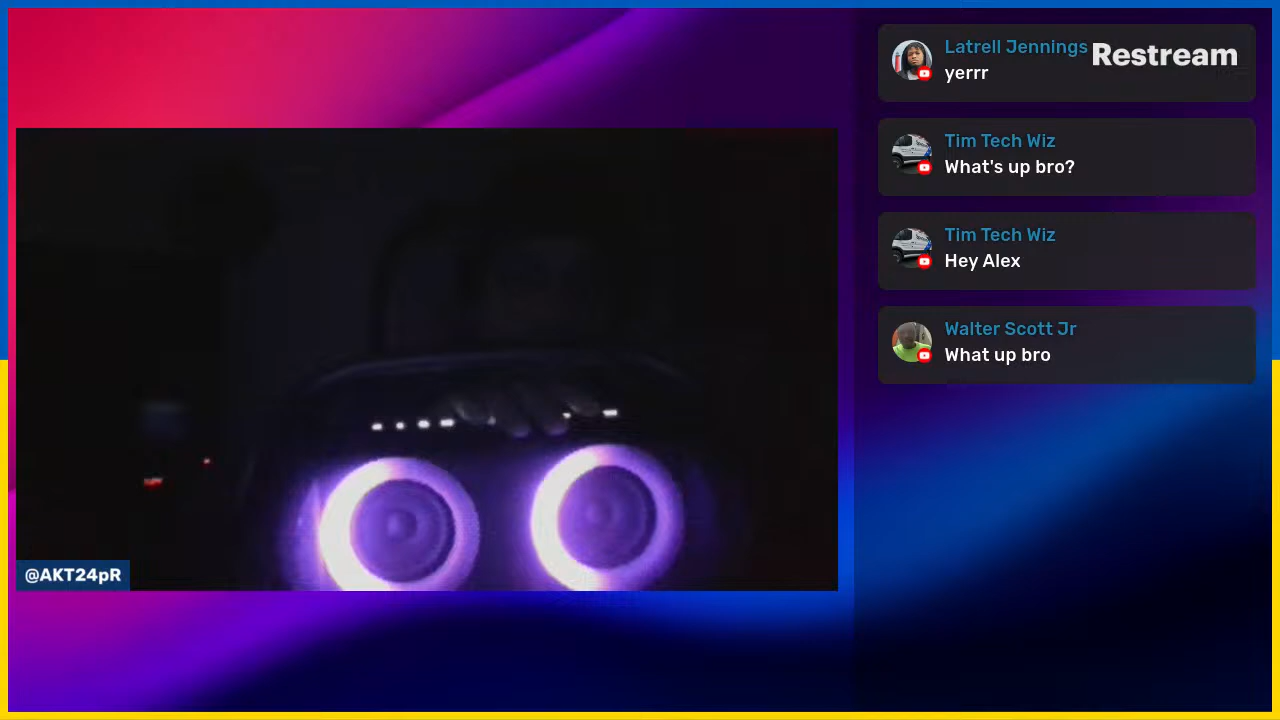 Latrell Jennings
Restream
yerrr
Tim Tech Wiz
What's up bro?
Tim Tech Wiz
Hey Alex
Walter Scott Jr
What up bro
@AKT24pR